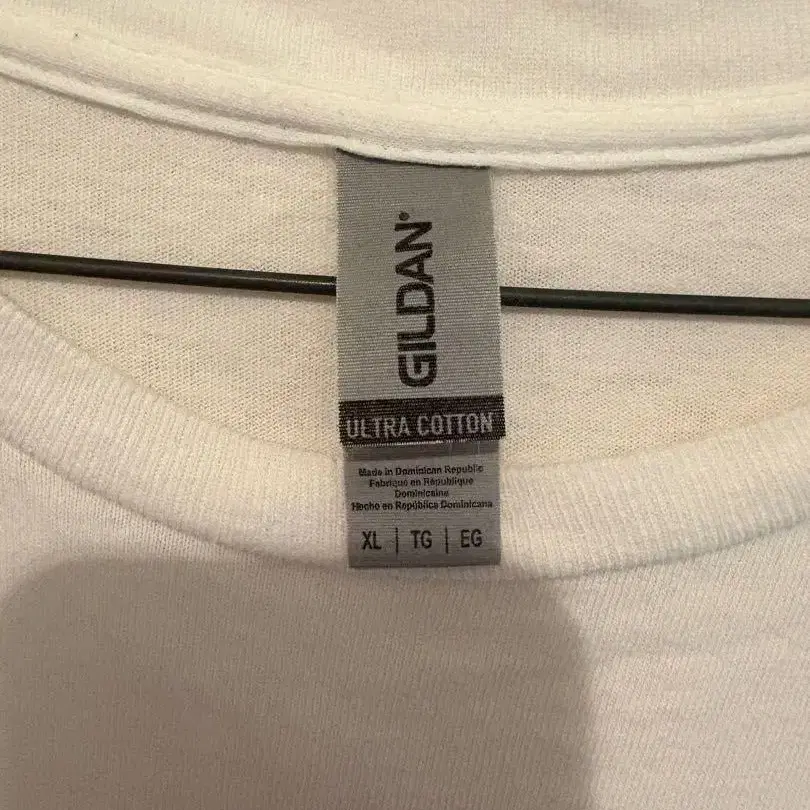 GILDAN®
ULTRA COTTON
Made in Dominican Republic
Fabriqué en République
Dominicaine
Hecho en República Dominicana
XL | TG | EG